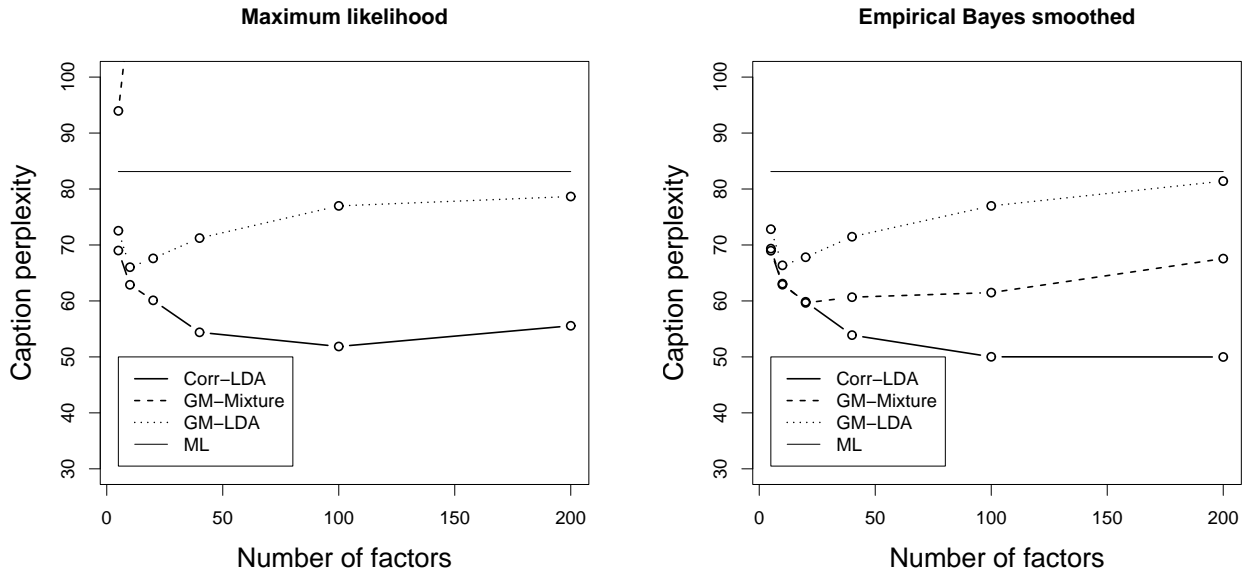 Maximum likelihood
Caption perplexity
100
90
80
70
60
50
40
30
Corr−LDA
GM−Mixture
GM−LDA
ML
0 50 100 150 200
Number of factors
Empirical Bayes smoothed
Caption perplexity
100
90
80
70
60
50
40
30
Corr−LDA
GM−Mixture
GM−LDA
ML
0 50 100 150 200
Number of factors